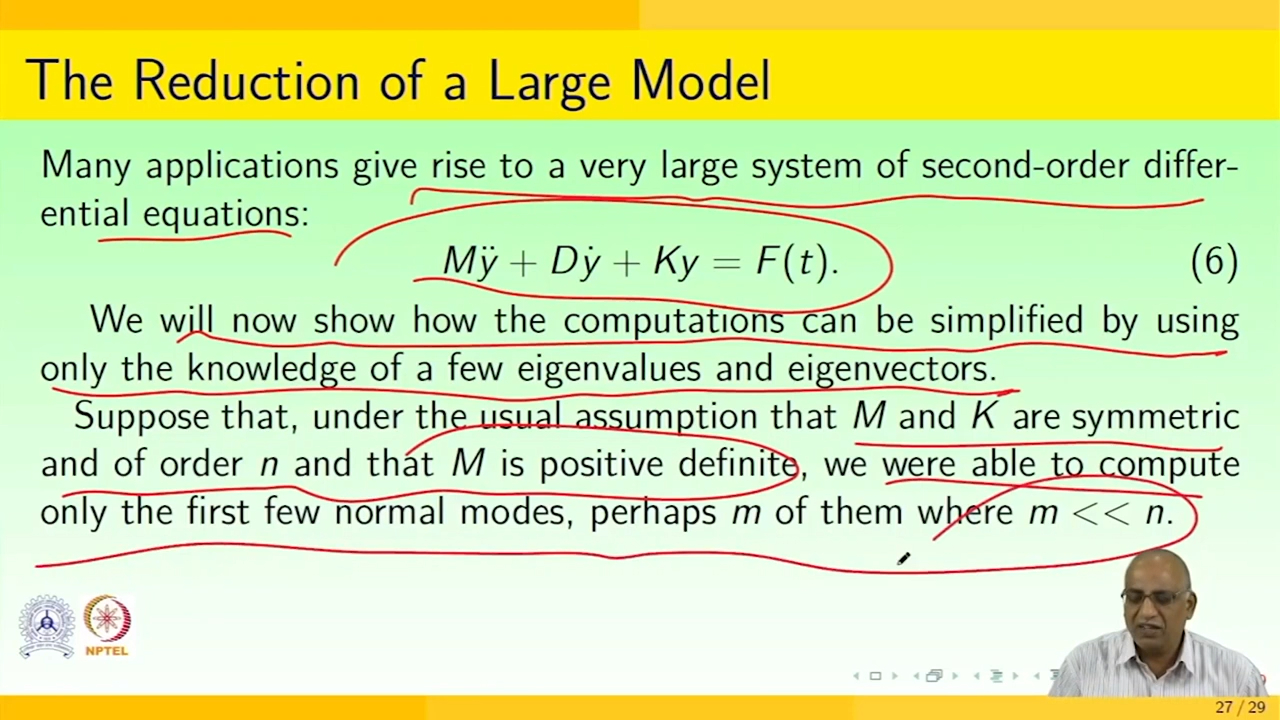 The Reduction of a Large Model
Many applications give rise to a very large system of second-order differ-
ential equations:
Mÿ + Dẏ + Ky = F(t). (6)
We will now show how the computations can be simplified by using
only the knowledge of a few eigenvalues and eigenvectors.
Suppose that, under the usual assumption that M and K are symmetric
and of order n and that M is positive definite, we were able to compute
only the first few normal modes, perhaps m of them where m << n.
NPTEL
27 / 29